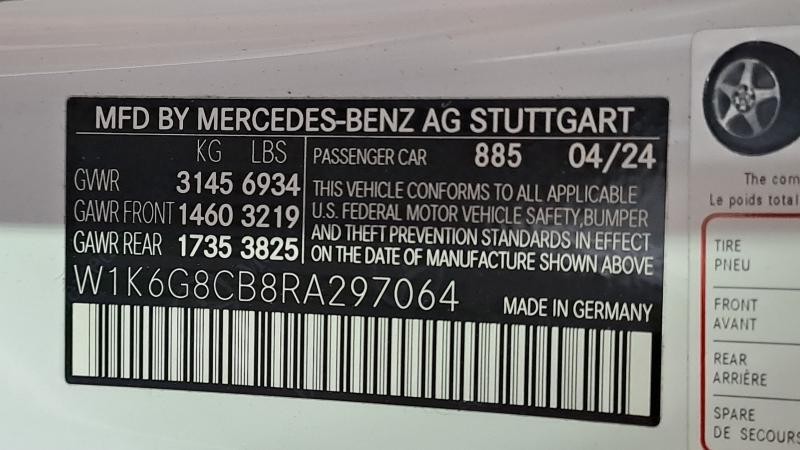 MFD BY MERCEDES-BENZ AG STUTTGART
KG LBS
GVWR 3145 6934
GAWR FRONT 1460 3219
GAWR REAR 1735 3825
PASSENGER CAR 885 04/24
THIS VEHICLE CONFORMS TO ALL APPLICABLE
U.S. FEDERAL MOTOR VEHICLE SAFETY,BUMPER
AND THEFT PREVENTION STANDARDS IN EFFECT
ON THE DATE OF MANUFACTURE SHOWN ABOVE
W1K6G8CB8RA297064
MADE IN GERMANY
The com
Le poids total
TIRE
PNEU
FRONT
AVANT
REAR
ARRIÈRE
SPARE
DE SECOURS